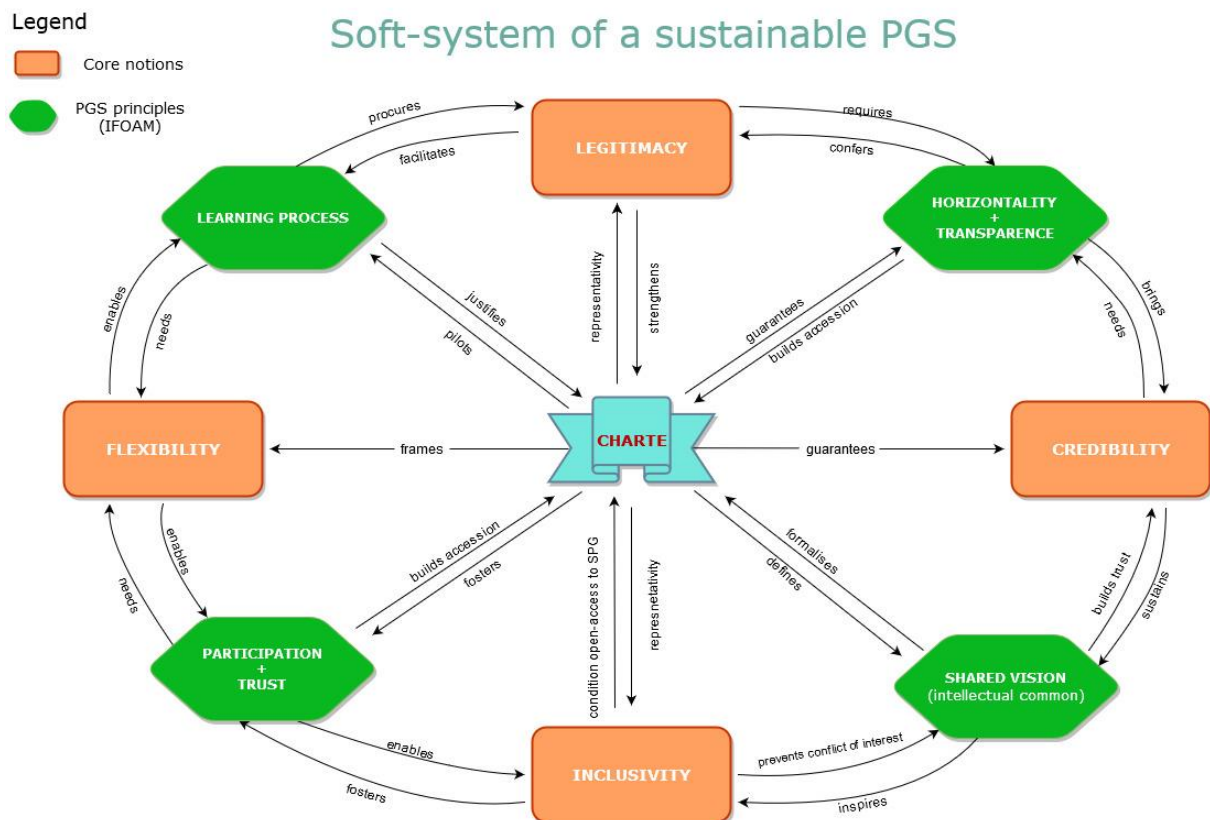 Legend
Soft-system of a sustainable PGS
Core notions
PGS principles
(IFOAM)
procures
requires
facilitates
confers
LEGITIMACY
LEARNING PROCESS
HORIZONTALITY
+
TRANSPARENCE
enables
needs
justifies
pilots
representativity
strengthens
guarantees
builds accession
brings
needs
FLEXIBILITY
frames
CHARTE
guarantees
CREDIBILITY
enables
needs
builds accession
fosters
condition open-access to SPG
represnetativity
formalises
defines
builds trust
sustains
PARTICIPATION
+
TRUST
SHARED VISION
(intellectual common)
enables
fosters
INCLUSIVITY
prevents conflict of interest
inspires